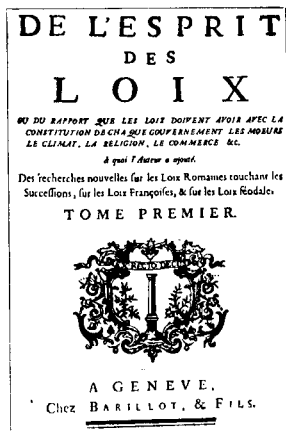 DE L'ESPRIT
DES
LOIX
OU DU RAPPORT QUE LES LOIX DOIVENT AVOIR AVEC LA
CONSTITUTION DE CHAQUE GOUVERNEMENT LES MOEURS
LE CLIMAT, LA RELIGION, LE COMMERCE &c.
à quoi l'Auteur a ajouté.
Des recherches nouvelles sur les Loix Romaines touchant les
Successions, sur les Loix Françoises, & sur les Loix Féodales
TOME PREMIER.
A GENEVE,
Chez BARILLOT, & FILS.